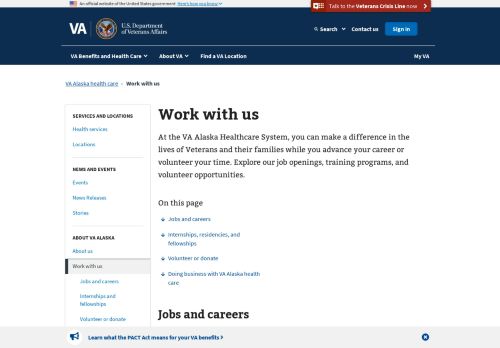 An official website of the United States government. Here's how you know
Talk to the Veterans Crisis Line now
VA
U.S. Department of Veterans Affairs
Search
Contact us
Sign in
VA Benefits and Health Care
About VA
Find a VA Location
My VA
VA Alaska health care › Work with us
SERVICES AND LOCATIONS
Health services
Locations
NEWS AND EVENTS
Events
News Releases
Stories
ABOUT VA ALASKA
About us
Work with us
Jobs and careers
Internships and
fellowships
Volunteer or donate
Work with us
At the VA Alaska Healthcare System, you can make a difference in the
lives of Veterans and their families while you advance your career or
volunteer your time. Explore our job openings, training programs, and
volunteer opportunities.
On this page
Jobs and careers
Internships, residencies, and
fellowships
Volunteer or donate
Doing business with VA Alaska health
care
Jobs and careers
Learn what the PACT Act means for your VA benefits